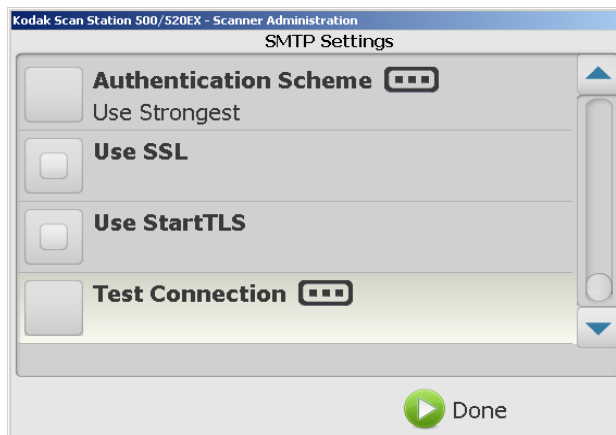 Kodak Scan Station 500/520EX - Scanner Administration
SMTP Settings
Authentication Scheme
Use Strongest
Use SSL
Use StartTLS
Test Connection
Done